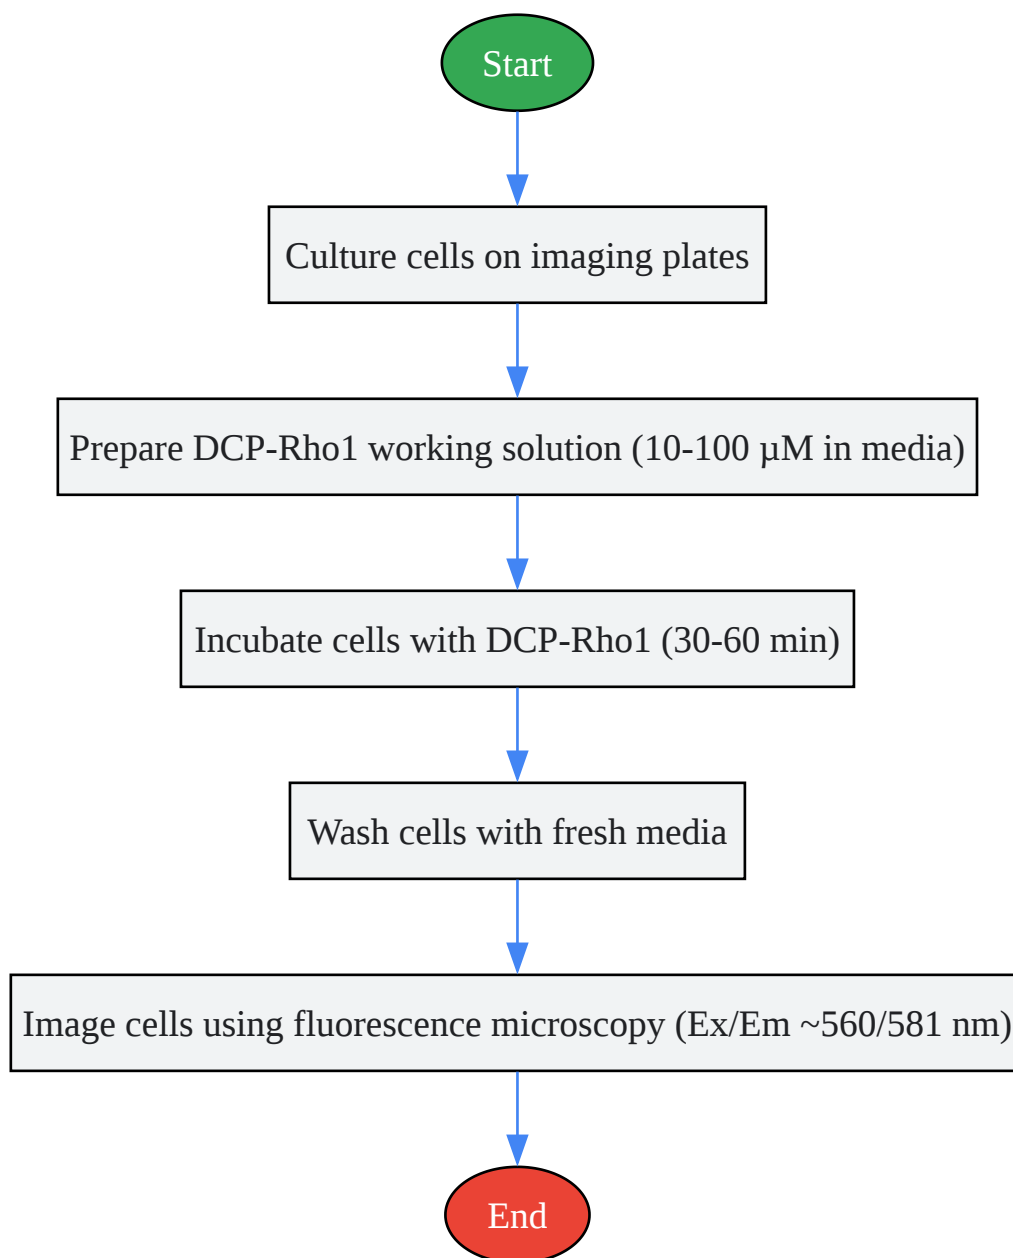 Start
Culture cells on imaging plates
Prepare DCP-Rho1 working solution (10-100 µM in media)
Incubate cells with DCP-Rho1 (30-60 min)
Wash cells with fresh media
Image cells using fluorescence microscopy (Ex/Em ~560/581 nm)
End